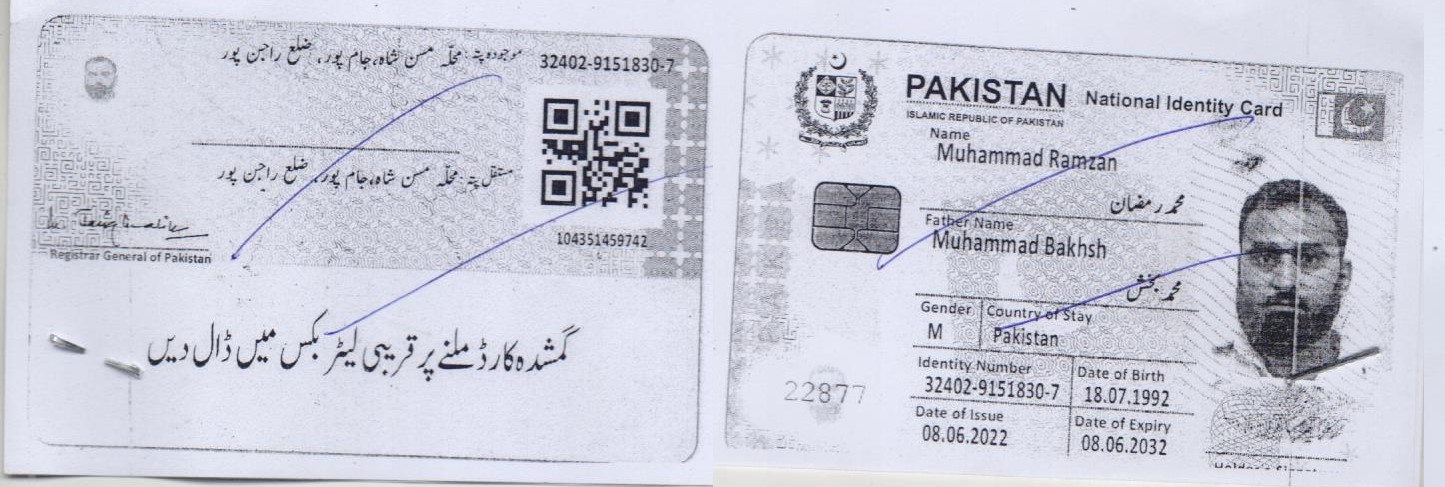 موجودہ پتہ: محلّہ مسن شاہ، جام پور، ضلع راجن پور
32402-9151830-7
مستقل پتہ: محلّہ مسن شاہ، جام پور، ضلع راجن پور
104351459742
Registrar General of Pakistan
گمشدہ کارڈ ملنے پر قریبی لیٹر بکس میں ڈال دیں
PAKISTAN National Identity Card
ISLAMIC REPUBLIC OF PAKISTAN
Name
Muhammad Ramzan
محمد رمضان
Father Name
Muhammad Bakhsh
محمد بخش
Gender Country of Stay
M Pakistan
Identity Number Date of Birth
32402-9151830-7 18.07.1992
Date of Issue Date of Expiry
08.06.2022 08.06.2032
22877